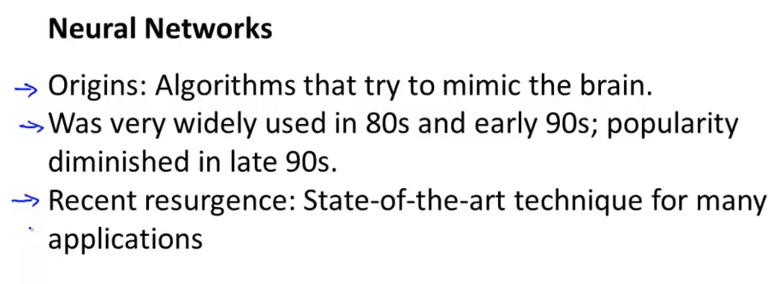 Neural Networks
Origins: Algorithms that try to mimic the brain.
Was very widely used in 80s and early 90s; popularity
diminished in late 90s.
Recent resurgence: State-of-the-art technique for many
applications